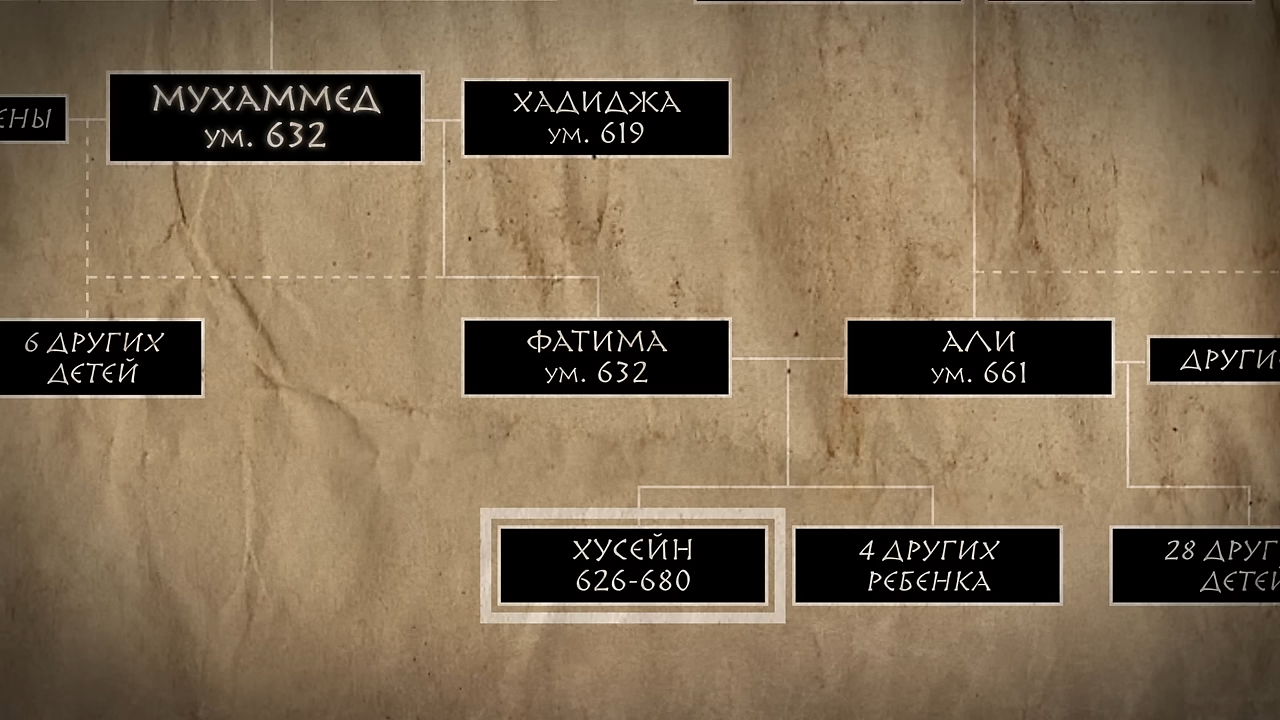 МУХАММЕД
ум. 632
ХАДИДЖА
ум. 619
6 ДРУГИХ
ДЕТЕЙ
ФАТИМА
ум. 632
АЛИ
ум. 661
ХУСЕЙН
626-680
4 ДРУГИХ
РЕБЕНКА
28